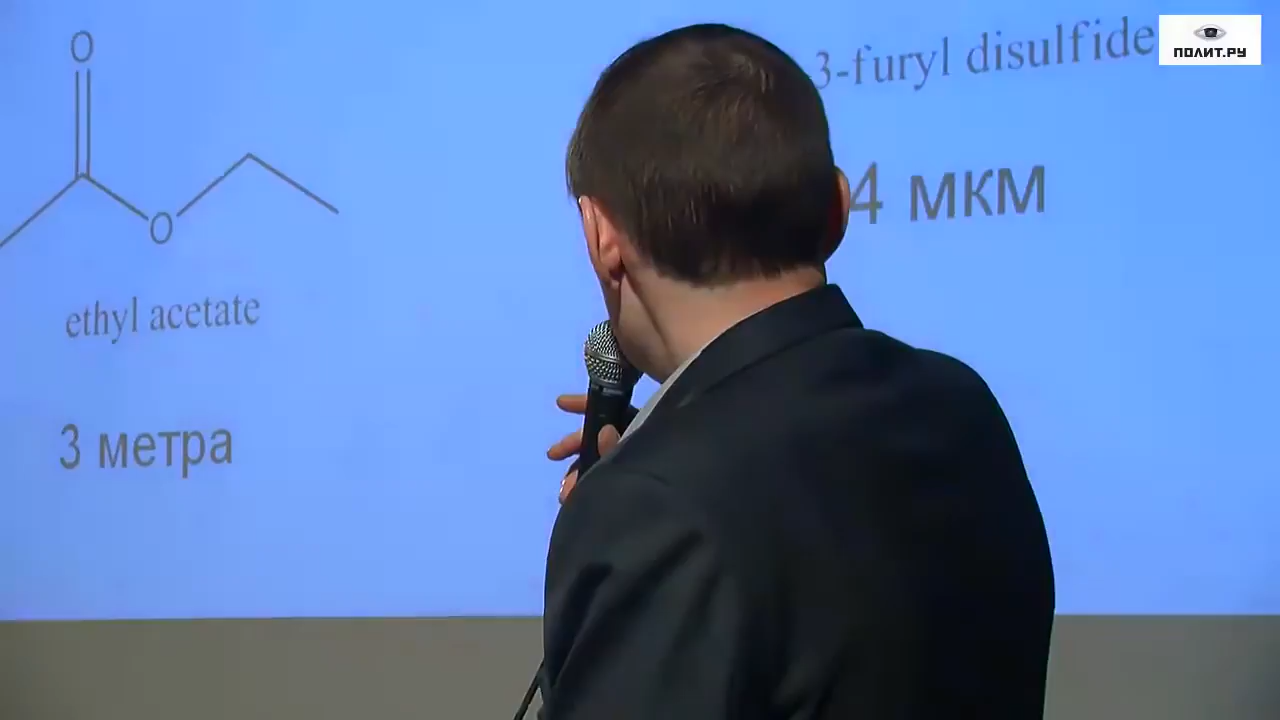 O
O
ethyl acetate
3 метра
3-furyl disulfide
4 мкм
ПОЛИТ.РУ